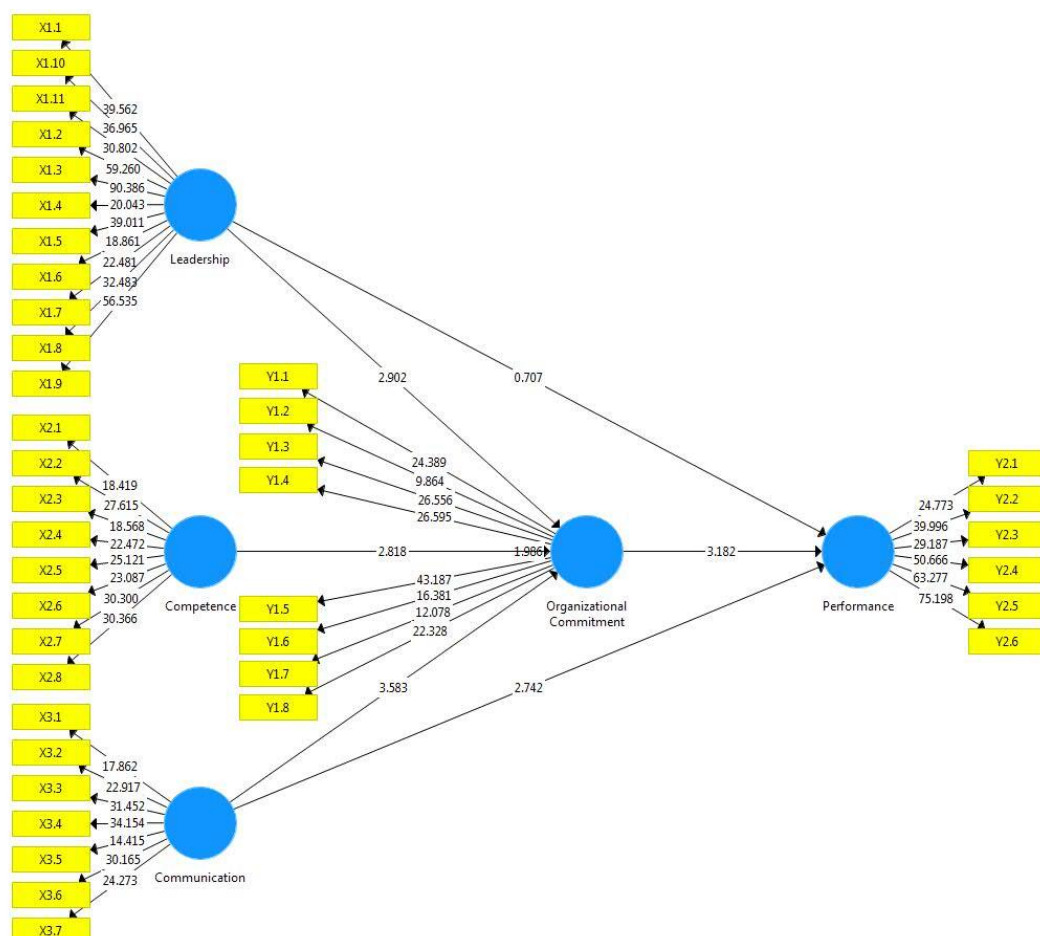 X1.1
X1.10
X1.11
X1.2
X1.3
X1.4
X1.5
X1.6
X1.7
X1.8
X1.9
39.562
36.965
30.802
59.260
90.386
20.043
39.011
18.861
22.481
32.483
56.535
Leadership
2.902
0.707
X2.1
X2.2
X2.3
X2.4
X2.5
X2.6
X2.7
X2.8
18.419
27.615
18.568
22.472
25.121
23.087
30.300
30.366
Competence
2.818
1.986
Y1.1
Y1.2
Y1.3
Y1.4
24.389
9.864
26.556
26.595
Y1.5
Y1.6
Y1.7
Y1.8
43.187
16.381
12.078
22.328
Organizational
Commitment
3.182
3.583
2.742
Performance
24.773
39.996
29.187
50.666
63.277
75.198
Y2.1
Y2.2
Y2.3
Y2.4
Y2.5
Y2.6
X3.1
X3.2
X3.3
X3.4
X3.5
X3.6
X3.7
17.862
22.917
31.452
34.154
14.415
30.165
24.273
Communication